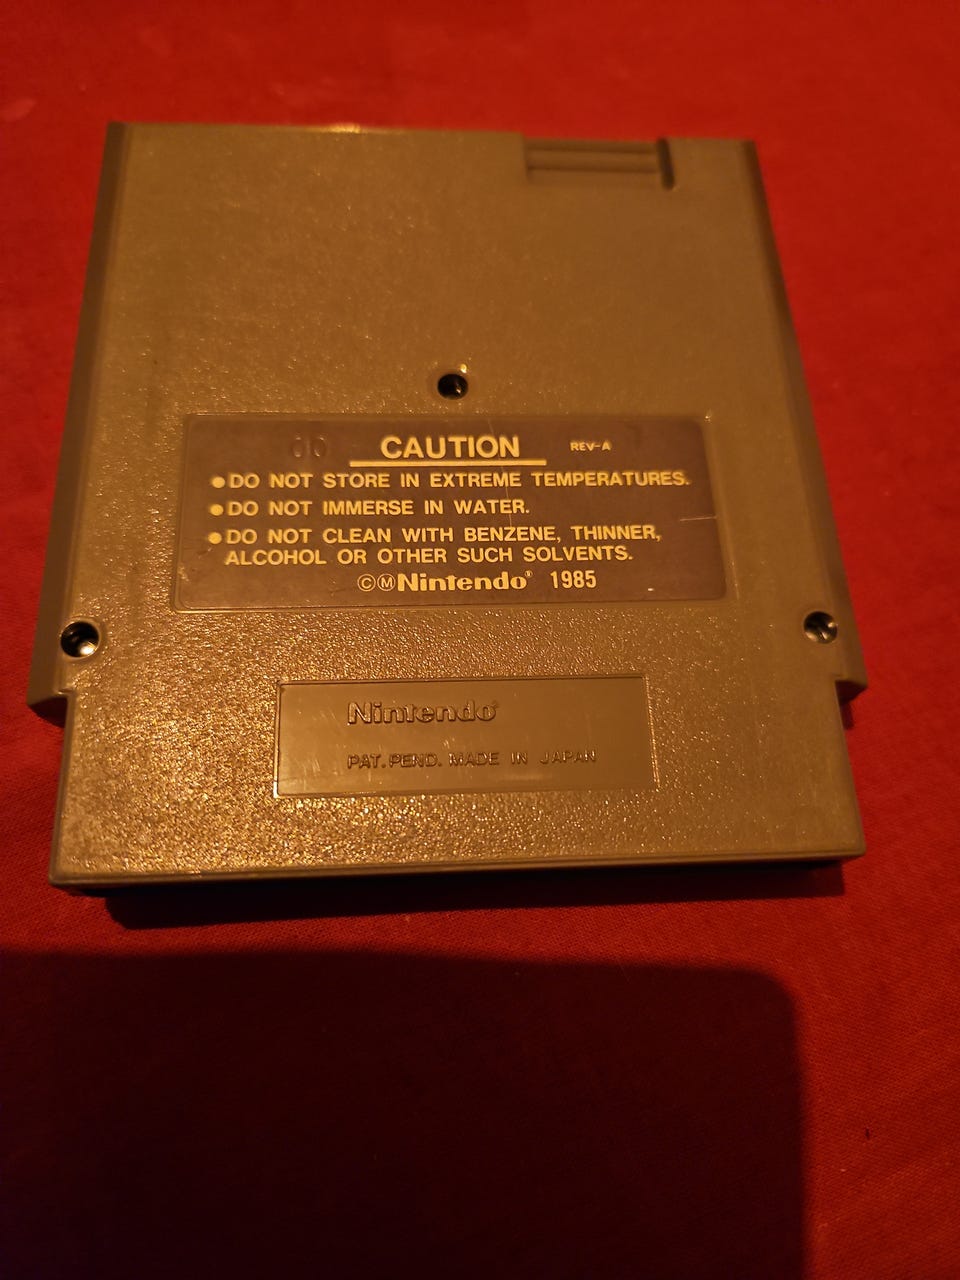 00 CAUTION REV-A
●DO NOT STORE IN EXTREME TEMPERATURES.
●DO NOT IMMERSE IN WATER.
●DO NOT CLEAN WITH BENZENE, THINNER,
ALCOHOL OR OTHER SUCH SOLVENTS.
©ⓂNintendo® 1985
Nintendo®
PAT. PEND. MADE IN JAPAN